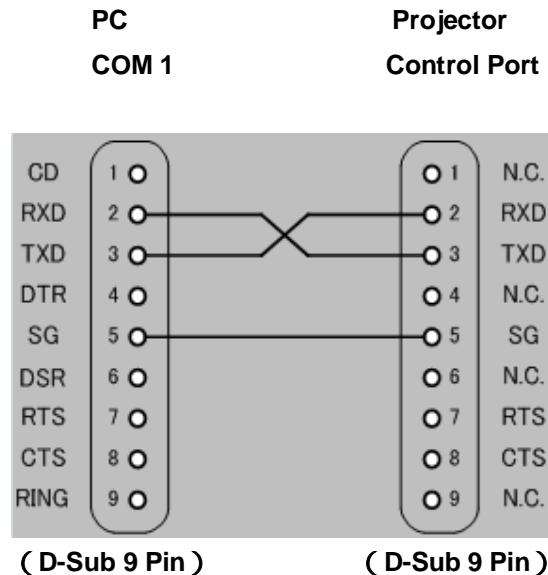 PC Projector
COM 1 Control Port
CD 1 1 N.C.
RXD 2 2 RXD
TXD 3 3 TXD
DTR 4 4 N.C.
SG 5 5 SG
DSR 6 6 N.C.
RTS 7 7 RTS
CTS 8 8 CTS
RING 9 9 N.C.
(D-Sub 9 Pin) (D-Sub 9 Pin)